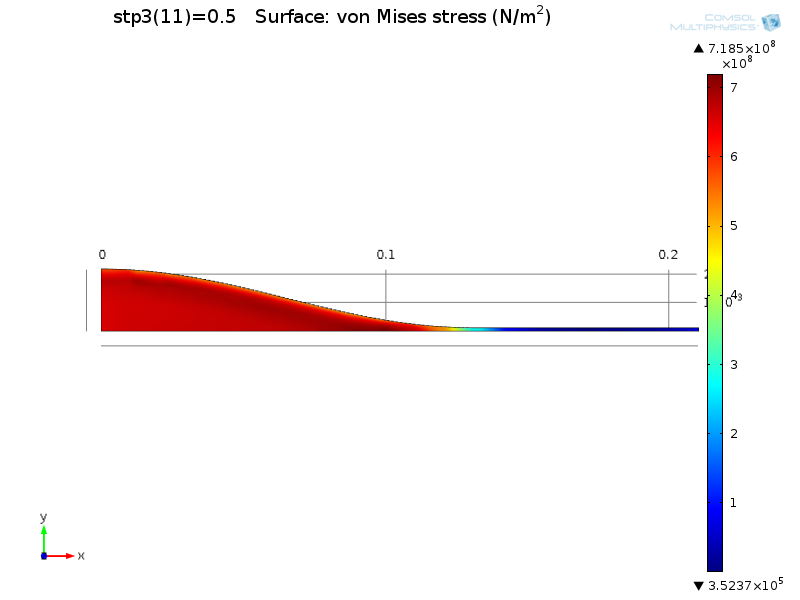 stp3(11)=0.5 Surface: von Mises stress (N/m²)
COMSOL
MULTIPHYSICS
▲ 7.185×10⁸
×10⁸
7
6
5
4
3
2
1
▼ 3.5237×10⁵
0
0.1
0.2
y
x